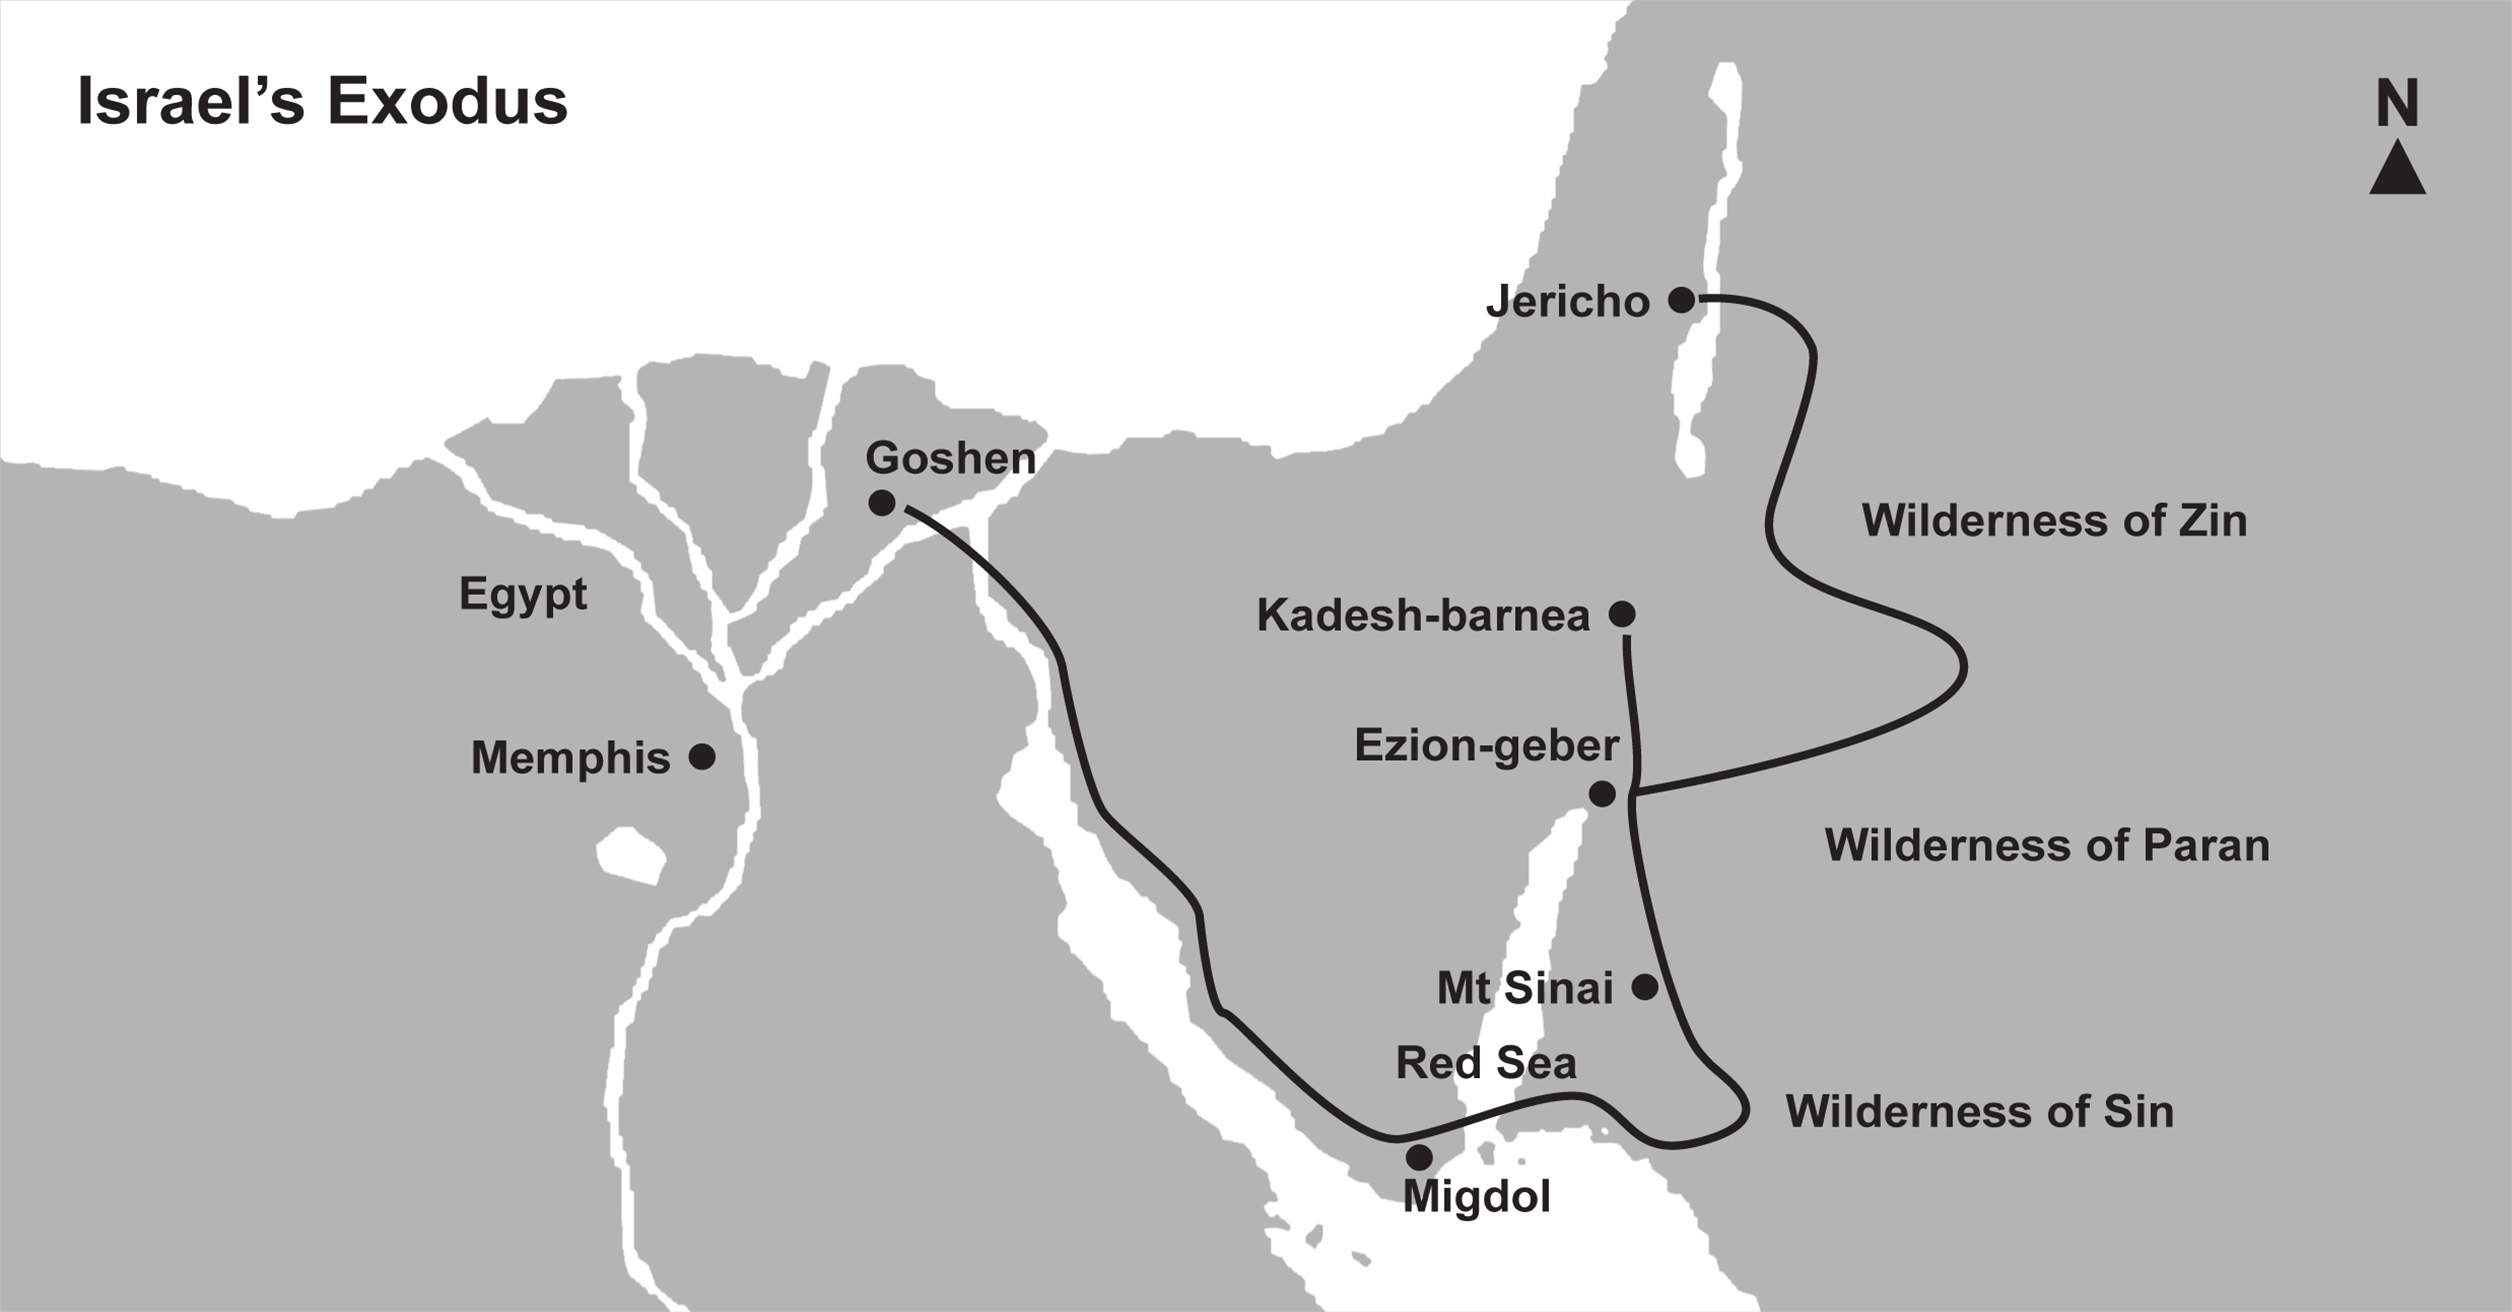 Israel’s Exodus
N
Jericho
Goshen
Wilderness of Zin
Egypt
Kadesh-barnea
Memphis
Ezion-geber
Wilderness of Paran
Mt Sinai
Red Sea
Wilderness of Sin
Migdol